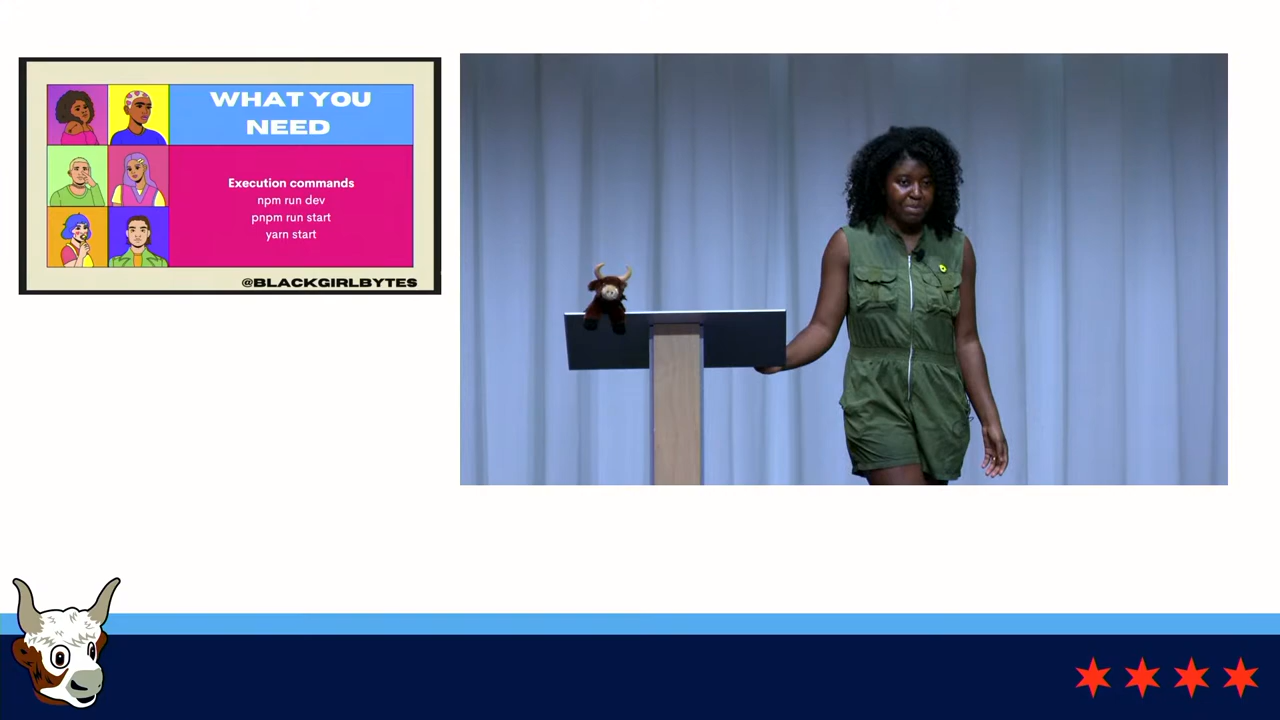 WHAT YOU
NEED
Execution commands
npm run dev
pnpm run start
yarn start
@BLACKGIRLBYTES